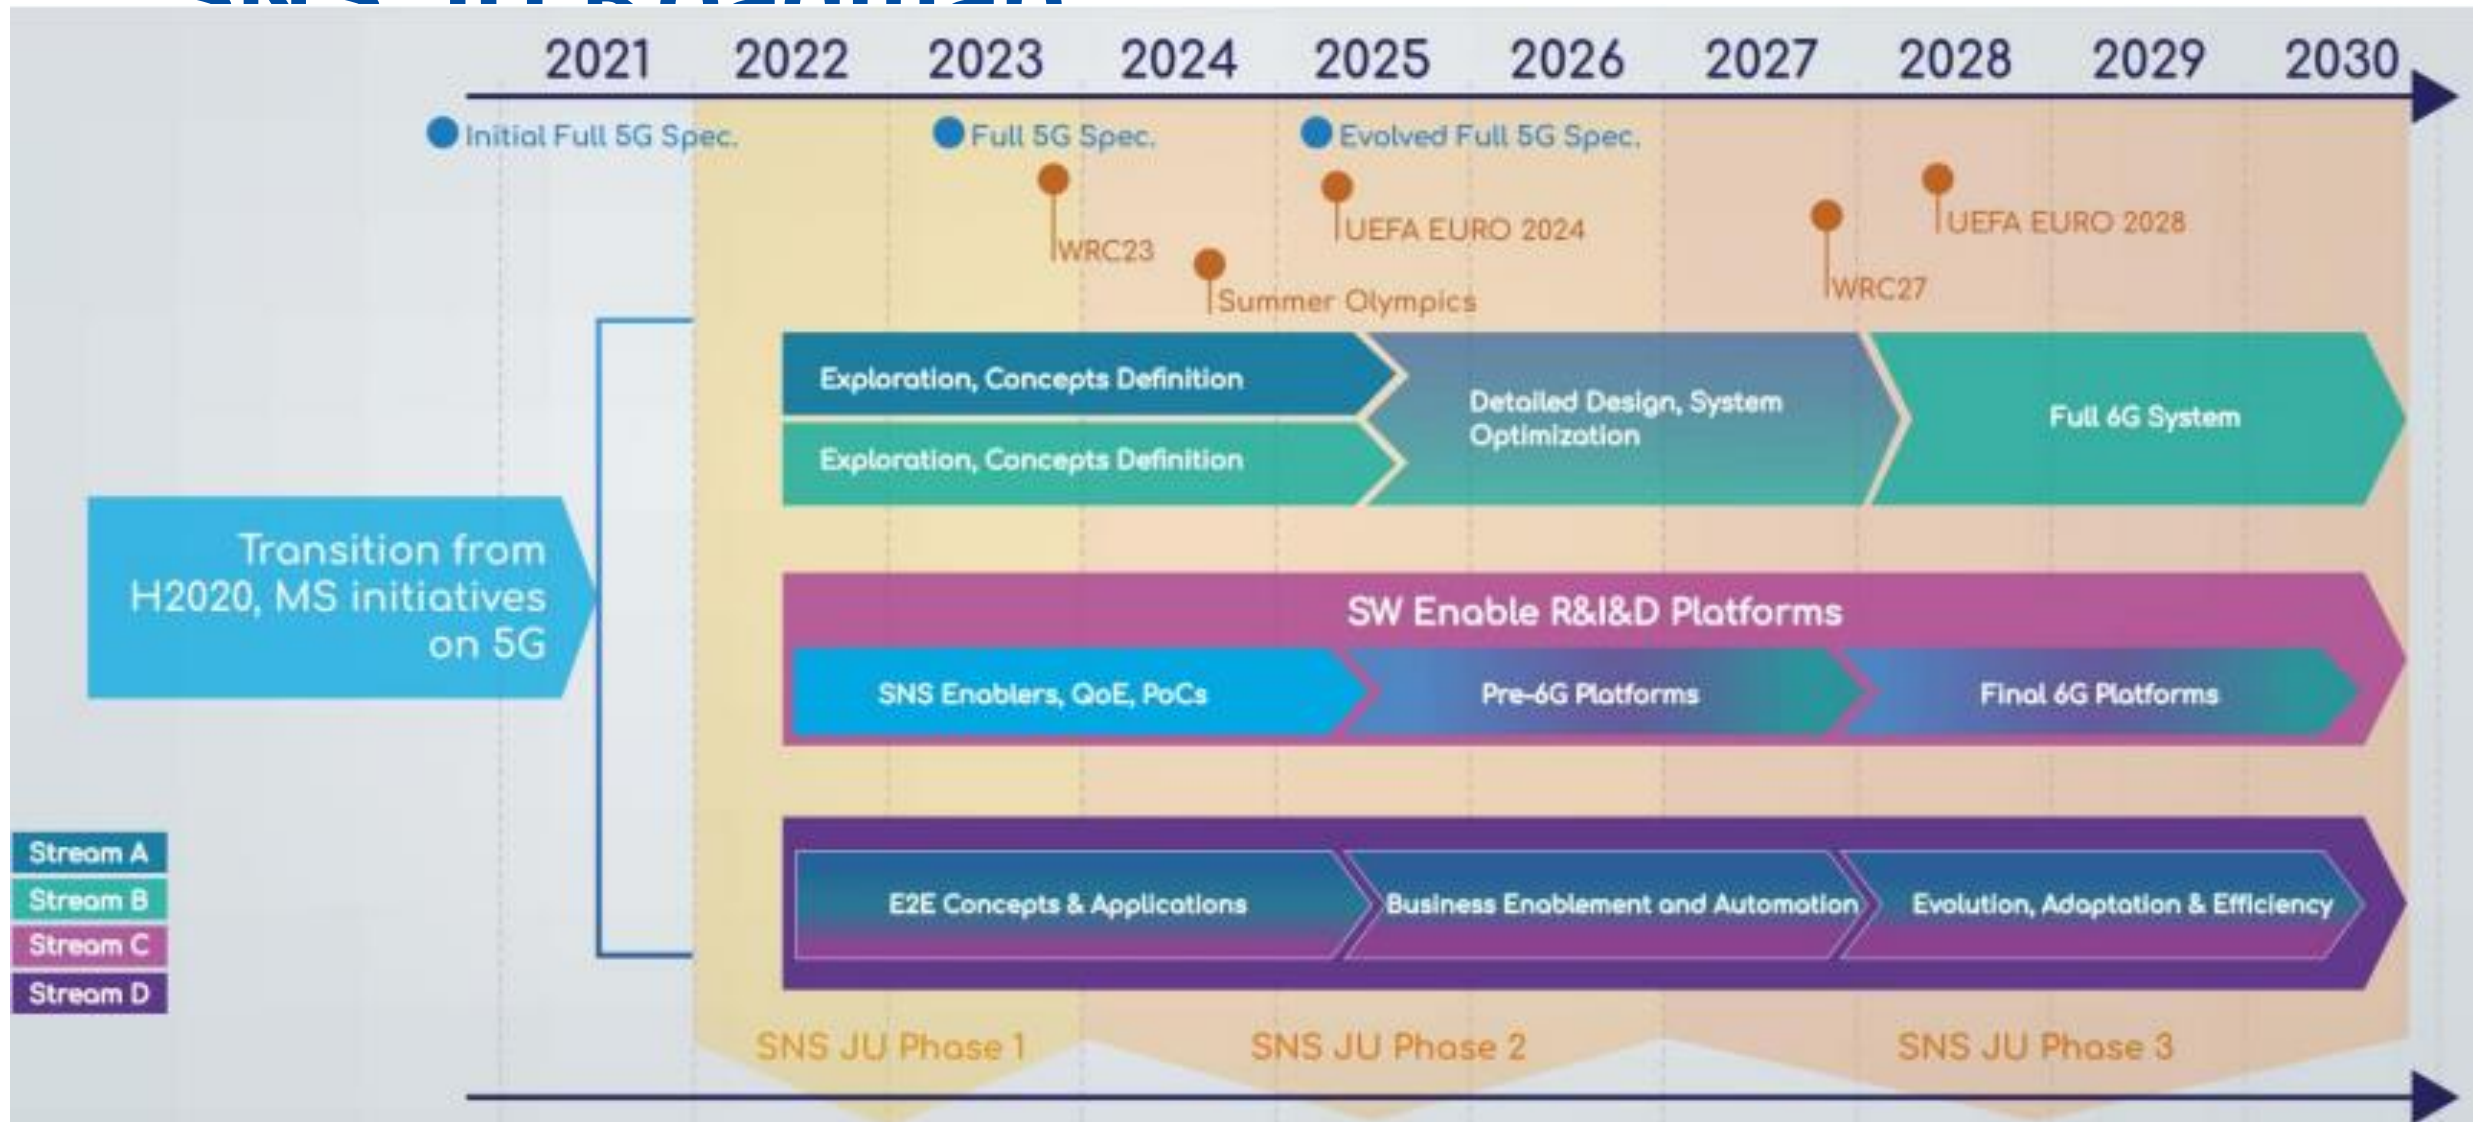 SNS JU Roadmap
2021 2022 2023 2024 2025 2026 2027 2028 2029 2030
Initial Full 5G Spec. Full 5G Spec. Evolved Full 5G Spec.
WRC23
Summer Olympics
UEFA EURO 2024
WRC27
UEFA EURO 2028
Exploration, Concepts Definition
Exploration, Concepts Definition
Detailed Design, System
Optimization
Full 6G System
Transition from
H2020, MS initiatives
on 5G
SW Enable R&I&D Platforms
SNS Enablers, QoE, PoCs
Pre-6G Platforms
Final 6G Platforms
E2E Concepts & Applications
Business Enablement and Automation
Evolution, Adaptation & Efficiency
Stream A
Stream B
Stream C
Stream D
SNS JU Phase 1
SNS JU Phase 2
SNS JU Phase 3